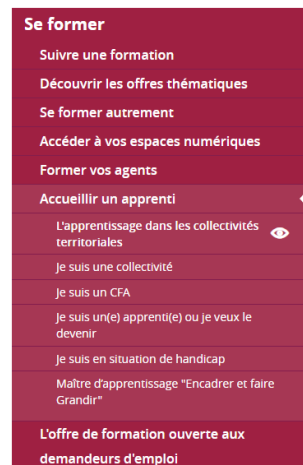 Se former
Suivre une formation
Découvrir les offres thématiques
Se former autrement
Accéder à vos espaces numériques
Former vos agents
Accueillir un apprenti
L'apprentissage dans les collectivités
territoriales
Je suis une collectivité
Je suis un CFA
Je suis un(e) apprenti(e) ou je veux le
devenir
Je suis en situation de handicap
Maître d'apprentissage "Encadrer et faire
Grandir"
L'offre de formation ouverte aux
demandeurs d'emploi